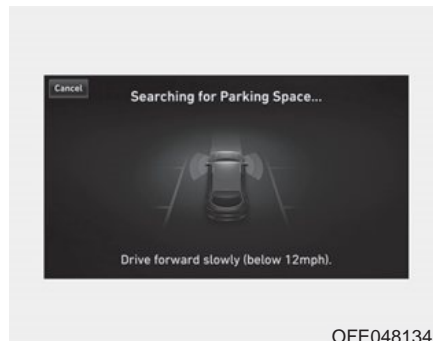 Cancel
Searching for Parking Space...
Drive forward slowly (below 12mph).
OFE048134